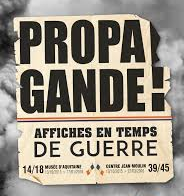 PROPA
GANDE!
AFFICHES EN TEMPS
DE GUERRE
14/18 MUSÉE D'AQUITAINE CENTRE JEAN MOULIN 39/45